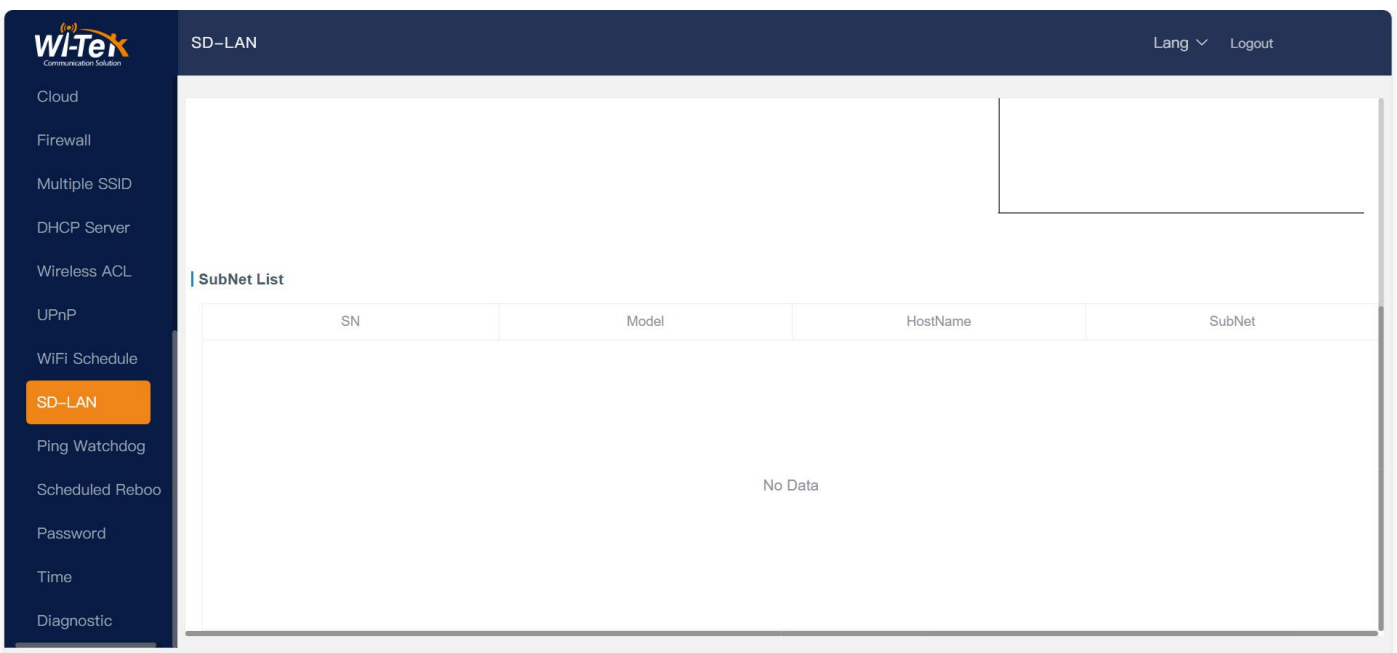 Wi-Tek
Communication Solution
SD-LAN
Lang
Logout
Cloud
Firewall
Multiple SSID
DHCP Server
Wireless ACL
UPnP
WiFi Schedule
SD-LAN
Ping Watchdog
Scheduled Reboo
Password
Time
Diagnostic
SubNet List
SN Model HostName SubNet
No Data